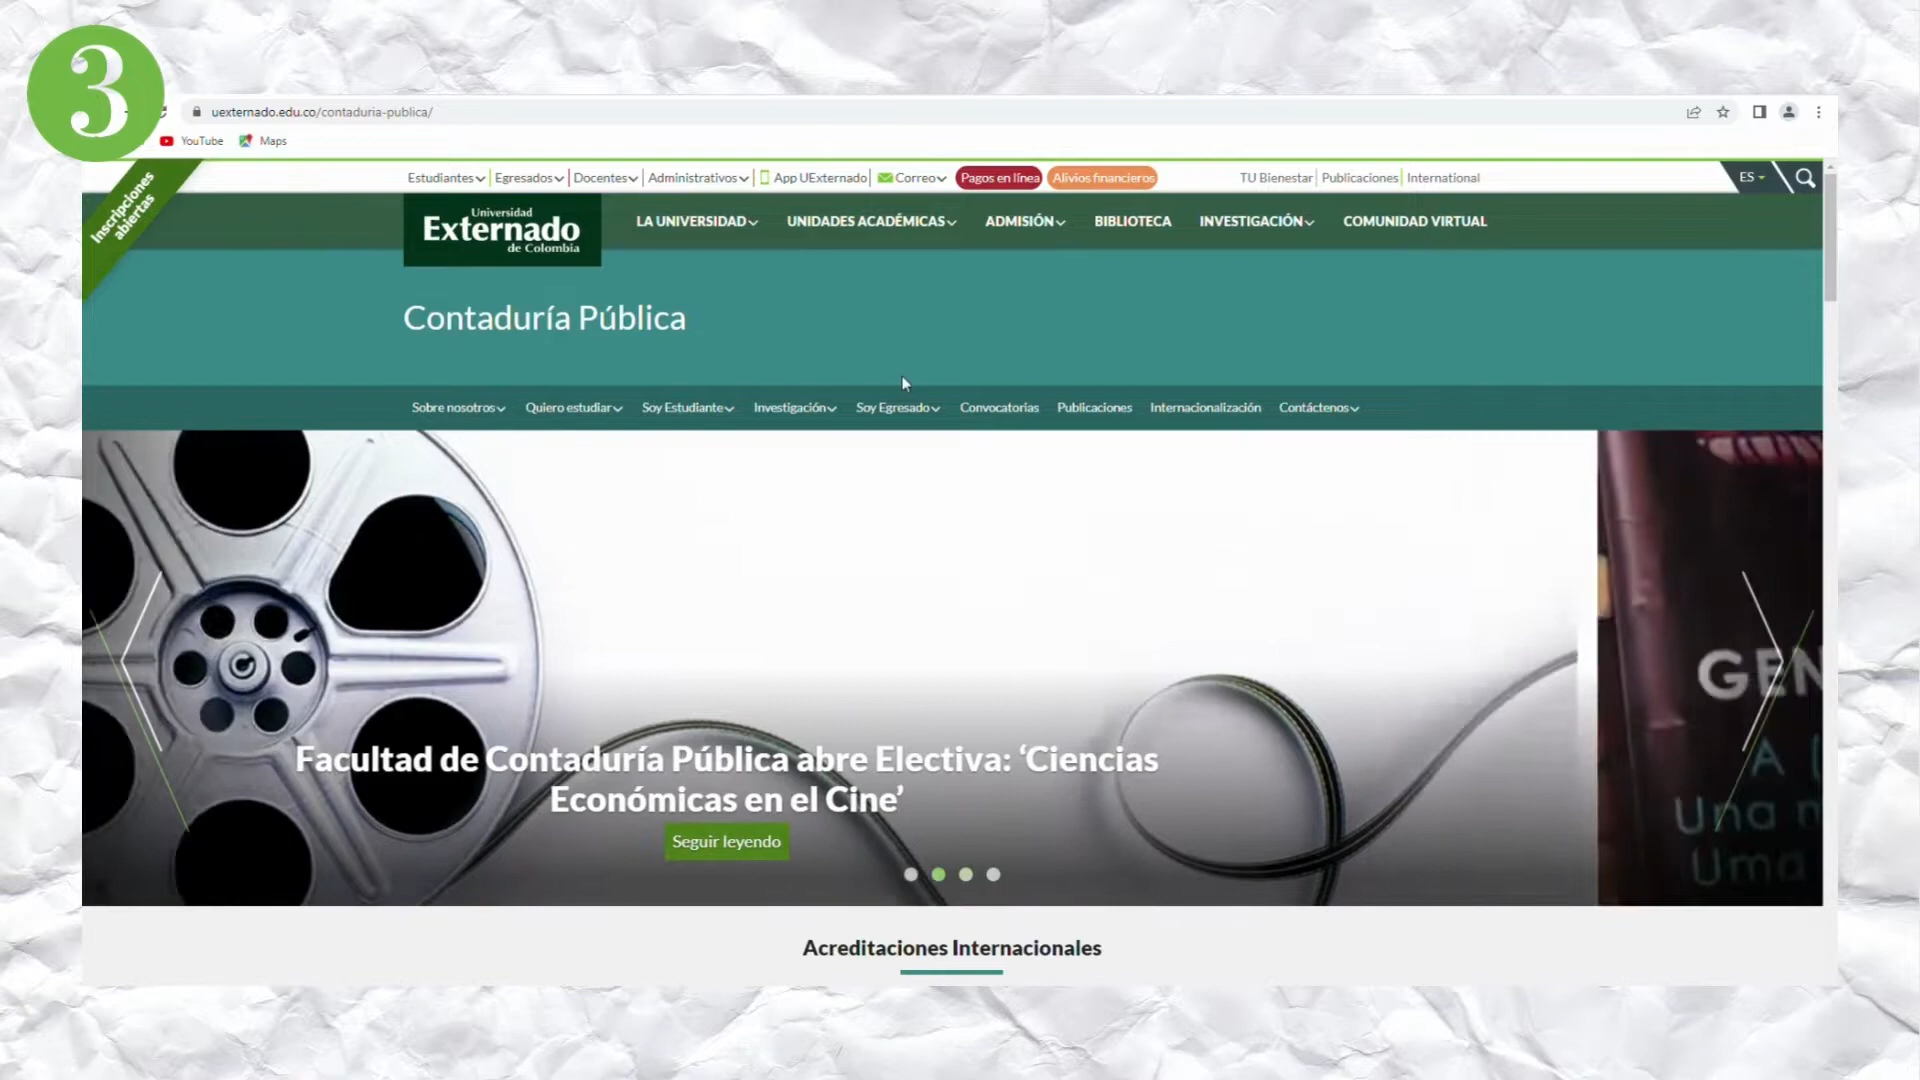 3
uexternado.edu.co/contaduria-publica/
YouTube Maps
Inscripciones
abiertas
Estudiantes Egresados Docentes Administrativos App UExternado Correo Pagos en línea Alivios financieros TU Bienestar Publicaciones International ES
Universidad
Externado
de Colombia
LA UNIVERSIDAD UNIDADES ACADÉMICAS ADMISIÓN BIBLIOTECA INVESTIGACIÓN COMUNIDAD VIRTUAL
Contaduría Pública
Sobre nosotros Quiero estudiar Soy Estudiante Investigación Soy Egresado Convocatorias Publicaciones Internacionalización Contáctenos
GEN
A
Una
Uma
Facultad de Contaduría Pública abre Electiva: ‘Ciencias
Económicas en el Cine’
Seguir leyendo
Acreditaciones Internacionales